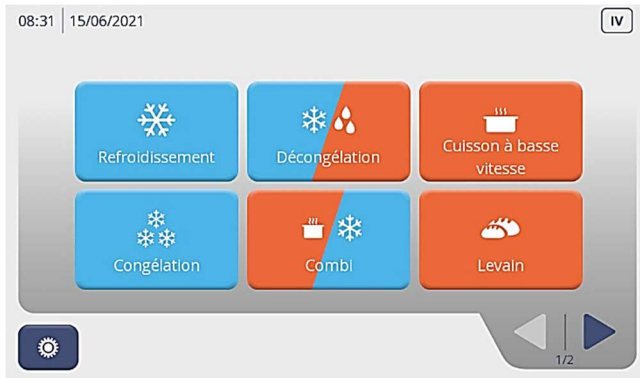 08:31 15/06/2021
IV
Refroidissement
Décongélation
Cuisson à basse
vitesse
Congélation
Combi
Levain
1/2